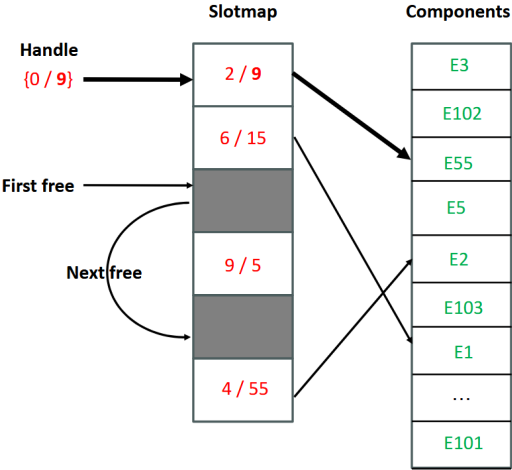 Slotmap
Components
Handle
{0 / 9}
2 / 9
6 / 15
First free
Next free
9 / 5
4 / 55
E3
E102
E55
E5
E2
E103
E1
...
E101